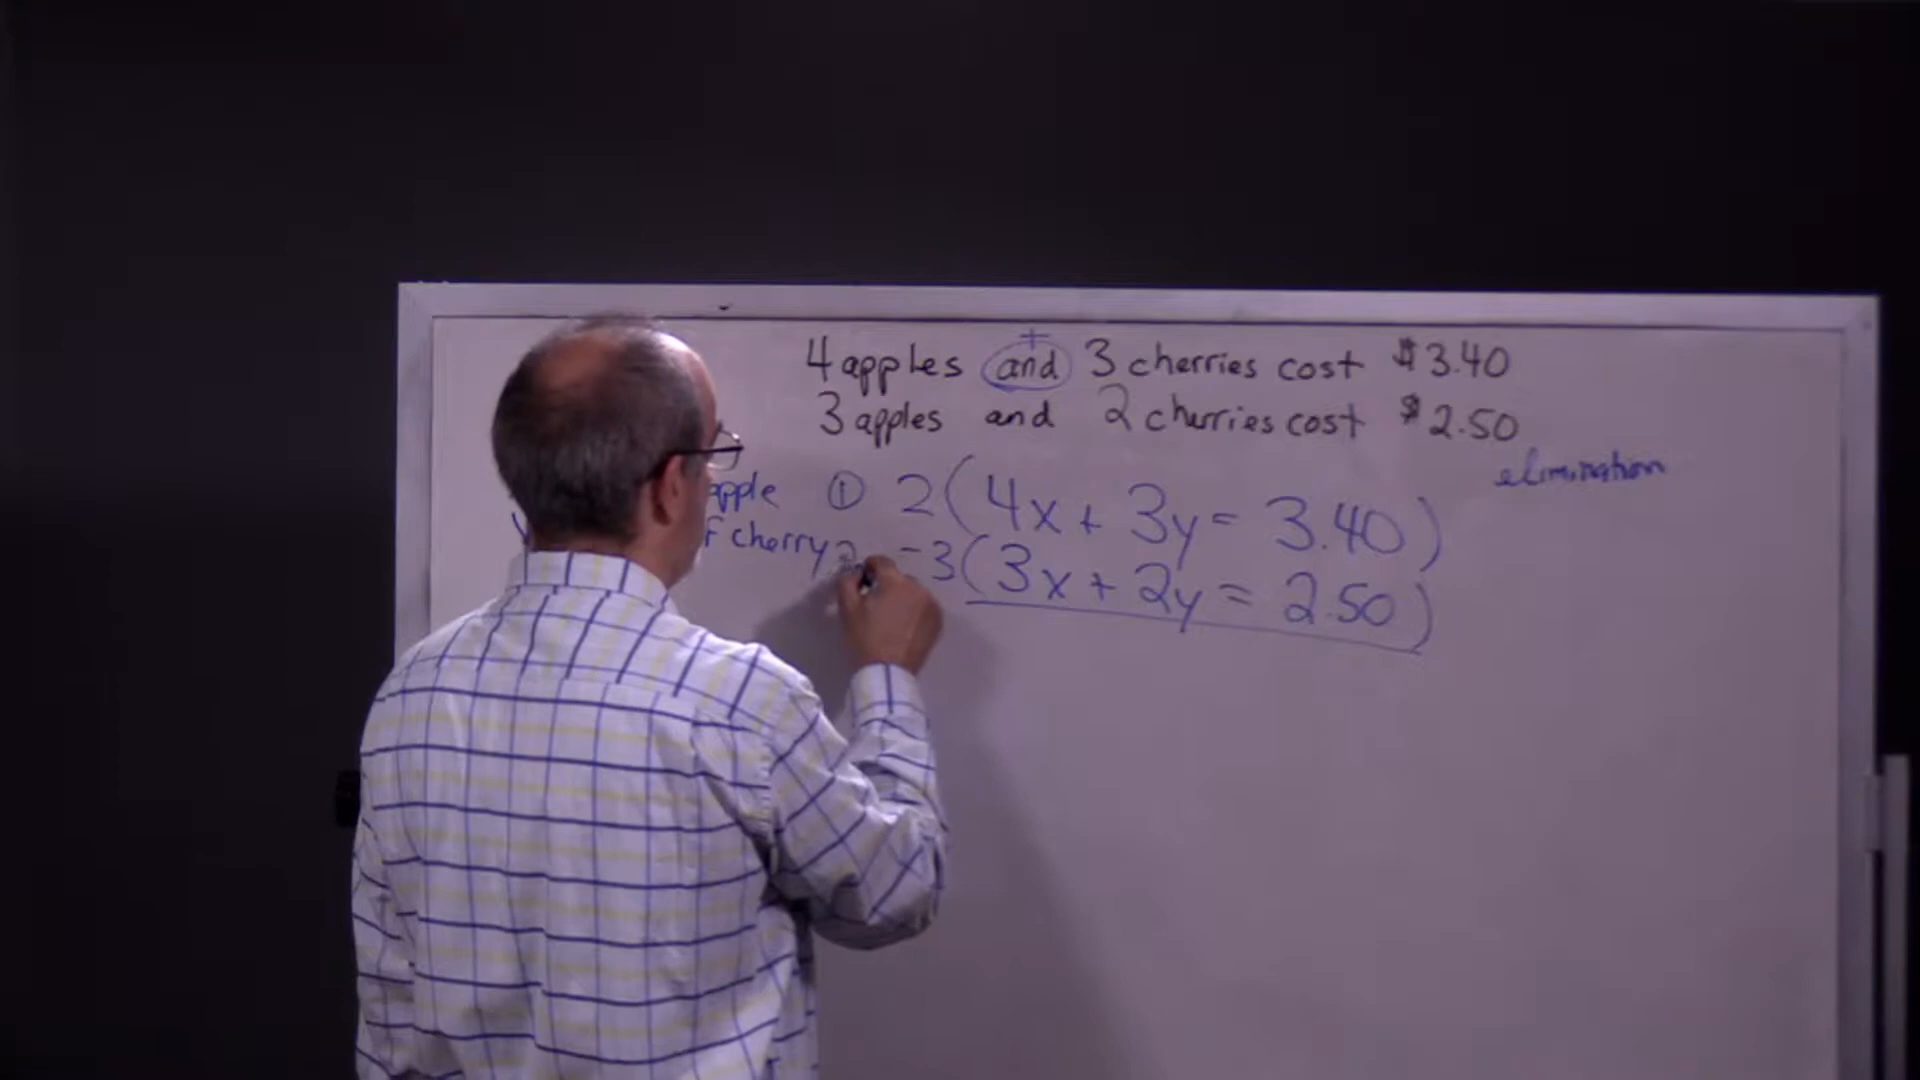 +
4 apples and 3 cherries cost $3.40
3 apples and 2 cherries cost $2.50
elimination
apple ① 2(4x + 3y = 3.40)
cherry 2 -3(3x + 2y = 2.50)